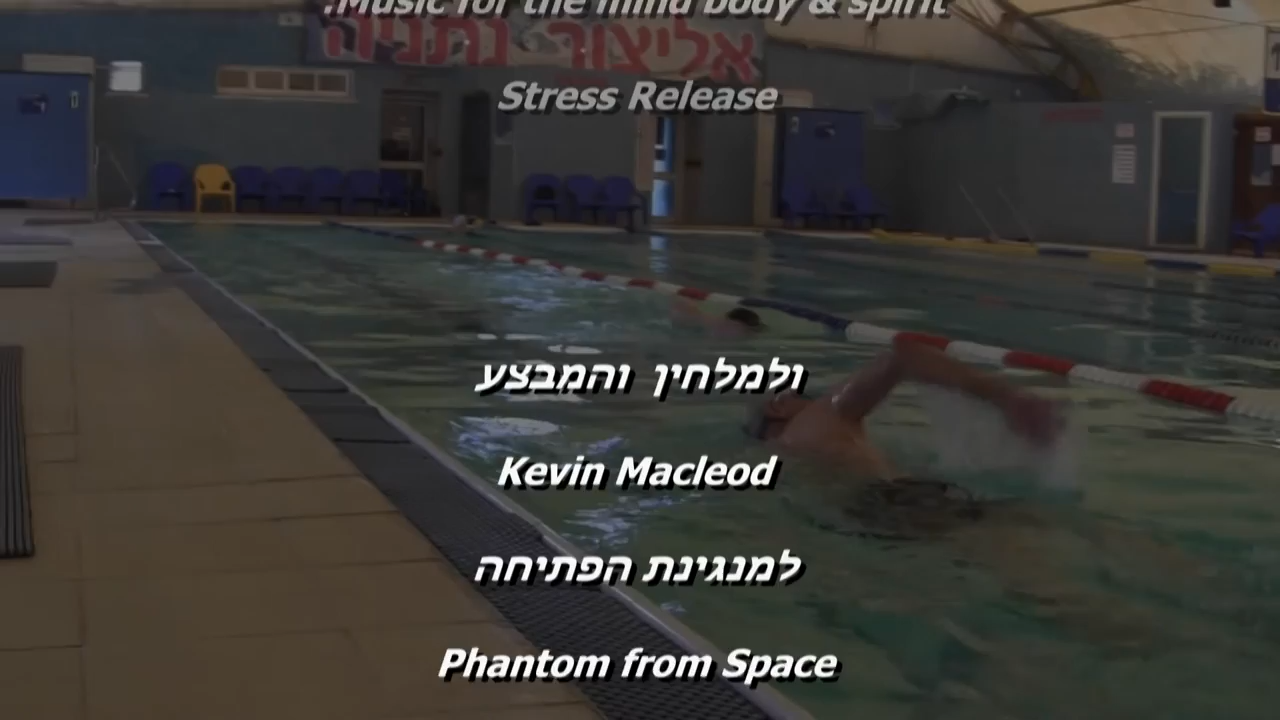 Music for the mind body & spirit.
אליצור נתניה
Stress Release
ולמלחין והמבצע
Kevin Macleod
למנגינת הפתיחה
Phantom from Space